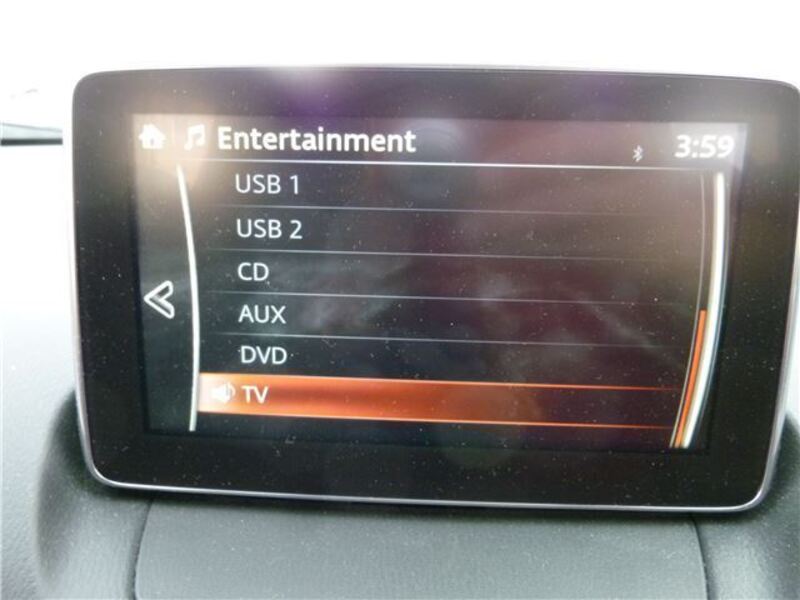 Entertainment 3:59
USB 1
USB 2
CD
AUX
DVD
TV